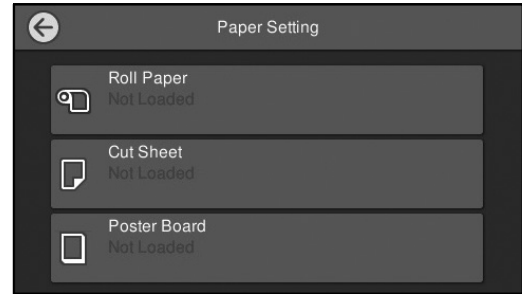 Paper Setting
Roll Paper
Not Loaded
Cut Sheet
Not Loaded
Poster Board
Not Loaded